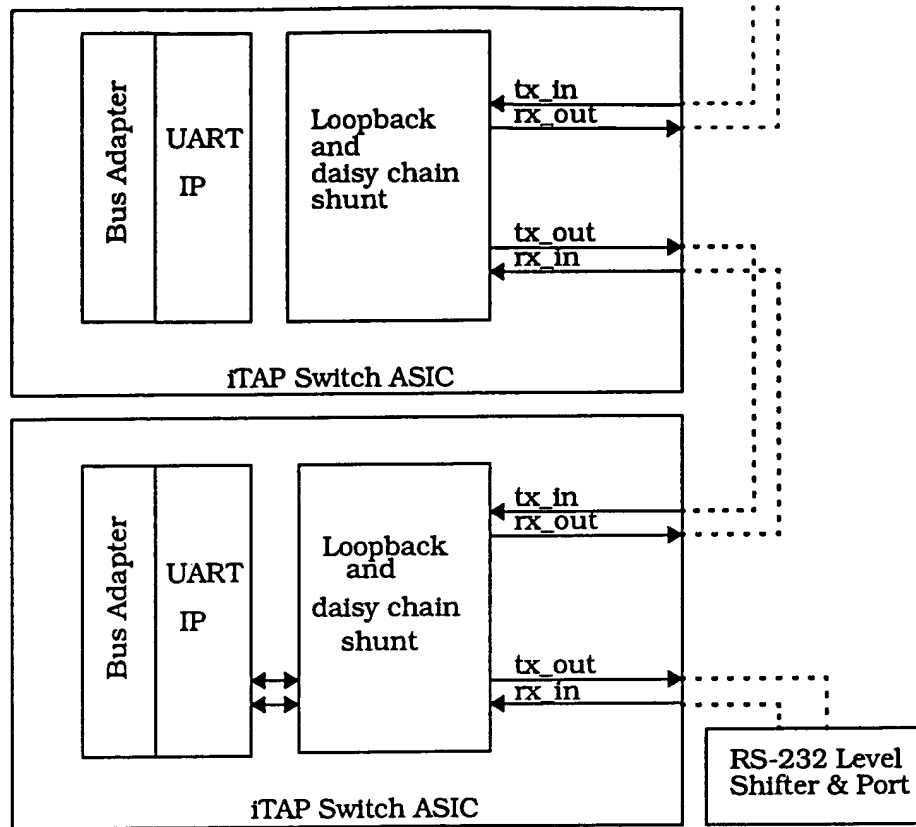 Bus Adapter
UART
IP
Loopback
and
daisy chain
shunt
tx_in
rx_out
tx_out
rx_in
iTAP Switch ASIC
Bus Adapter
UART
IP
Loopback
and
daisy chain
shunt
tx_in
rx_out
tx_out
rx_in
RS-232 Level
Shifter & Port
iTAP Switch ASIC